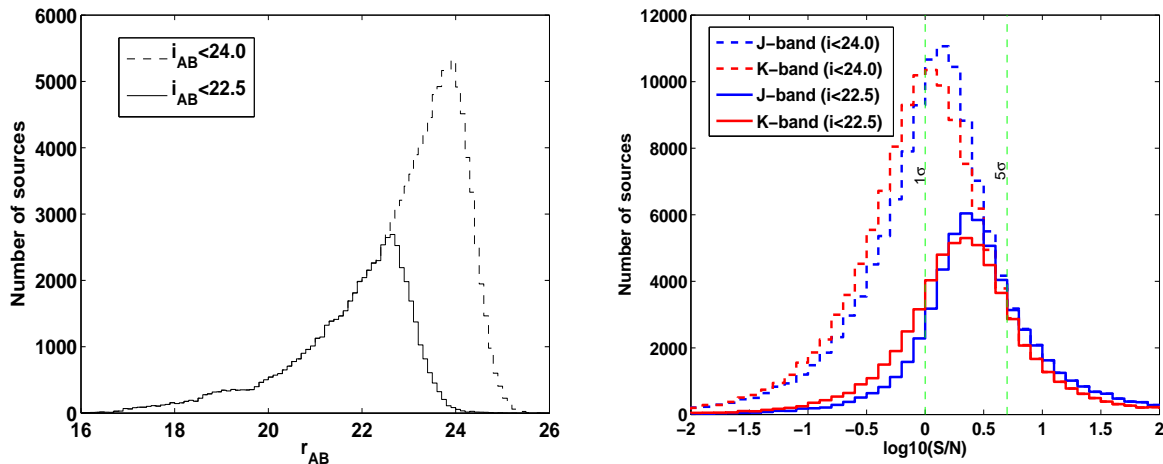 6000
5000
4000
3000
2000
1000
0
16
18
20
22
24
26
Number of sources
r_AB
i_AB<24.0
i_AB<22.5
12000
10000
8000
6000
4000
2000
0
−2
−1.5
−1
−0.5
0
0.5
1
1.5
2
Number of sources
log10(S/N)
J−band (i<24.0)
K−band (i<24.0)
J−band (i<22.5)
K−band (i<22.5)
1σ
5σ